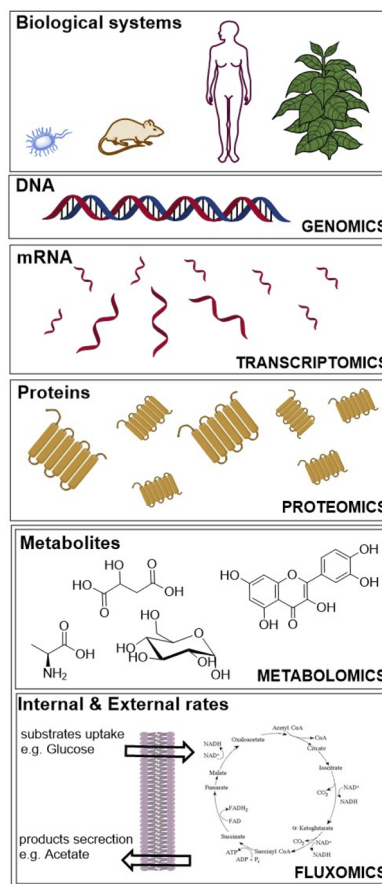 Biological systems
DNA
GENOMICS
mRNA
TRANSCRIPTOMICS
Proteins
PROTEOMICS
Metabolites
OH
HO
OH
O
O
OH
O
OH
NH₂
HO
O
HO
HO
OH
OH
OH
OH
HO
O
OH
OH
O
METABOLOMICS
Internal & External rates
substrates uptake
e.g. Glucose
products secretion
e.g. Acetate
Acetyl CoA
CoA
Oxaloacetate
Citrate
NADH
NAD⁺
Isocitrate
Malate
NAD⁺
CO₂
NADH
Fumarate
FADH₂
FAD
α-Ketoglutarate
Succinate
NAD⁺
CO₂
NADH
Succinyl CoA
ATP
ADP + Pᵢ
FLUXOMICS